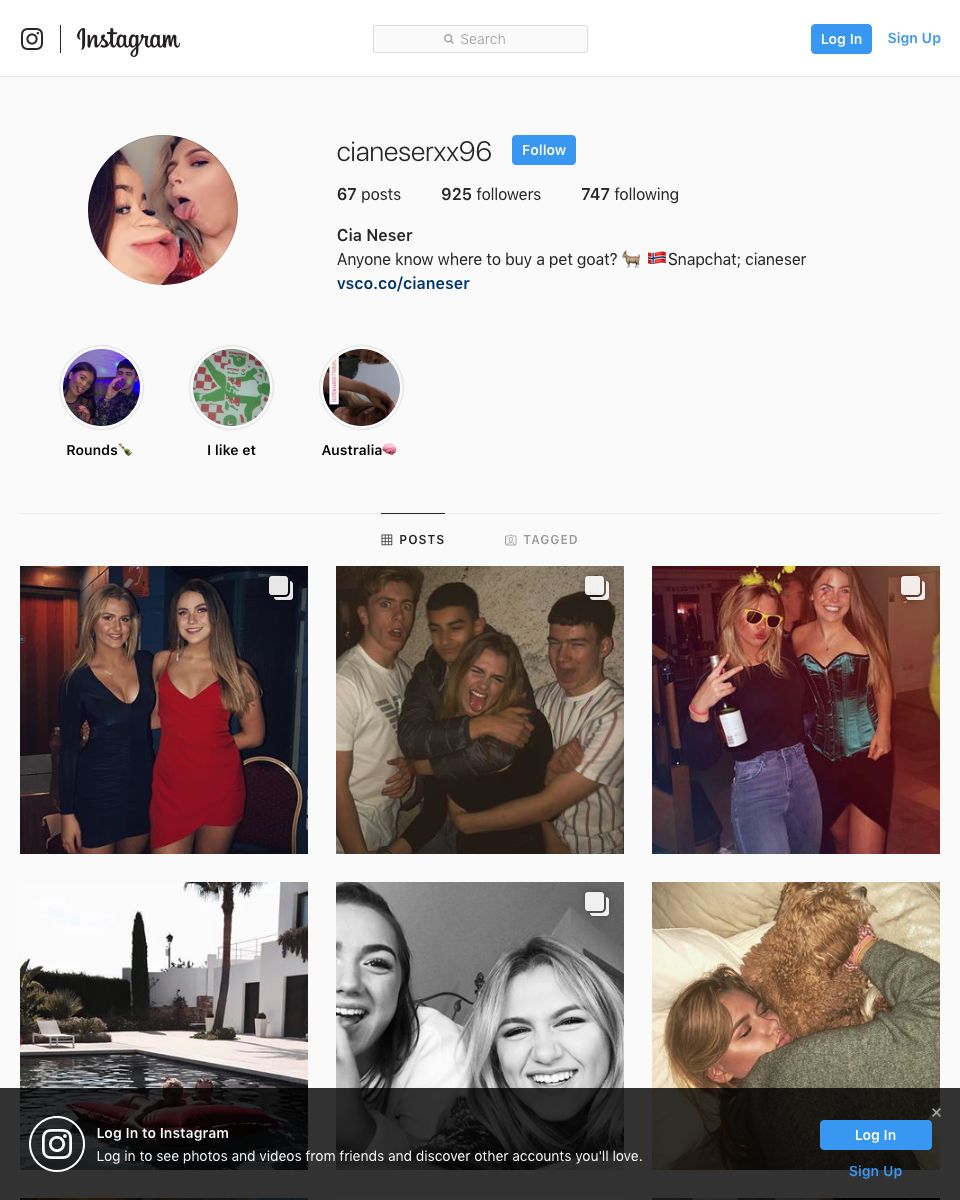 Instagram
Search
Log In
Sign Up
cianeserxx96
Follow
67 posts
925 followers
747 following
Cia Neser
Anyone know where to buy a pet goat? 🐐 🇳🇴Snapchat; cianeser
vsco.co/cianeser
Rounds🍾
I like et
Australia🧠
POSTS
TAGGED
Log In to Instagram
Log in to see photos and videos from friends and discover other accounts you'll love.
Log In
Sign Up